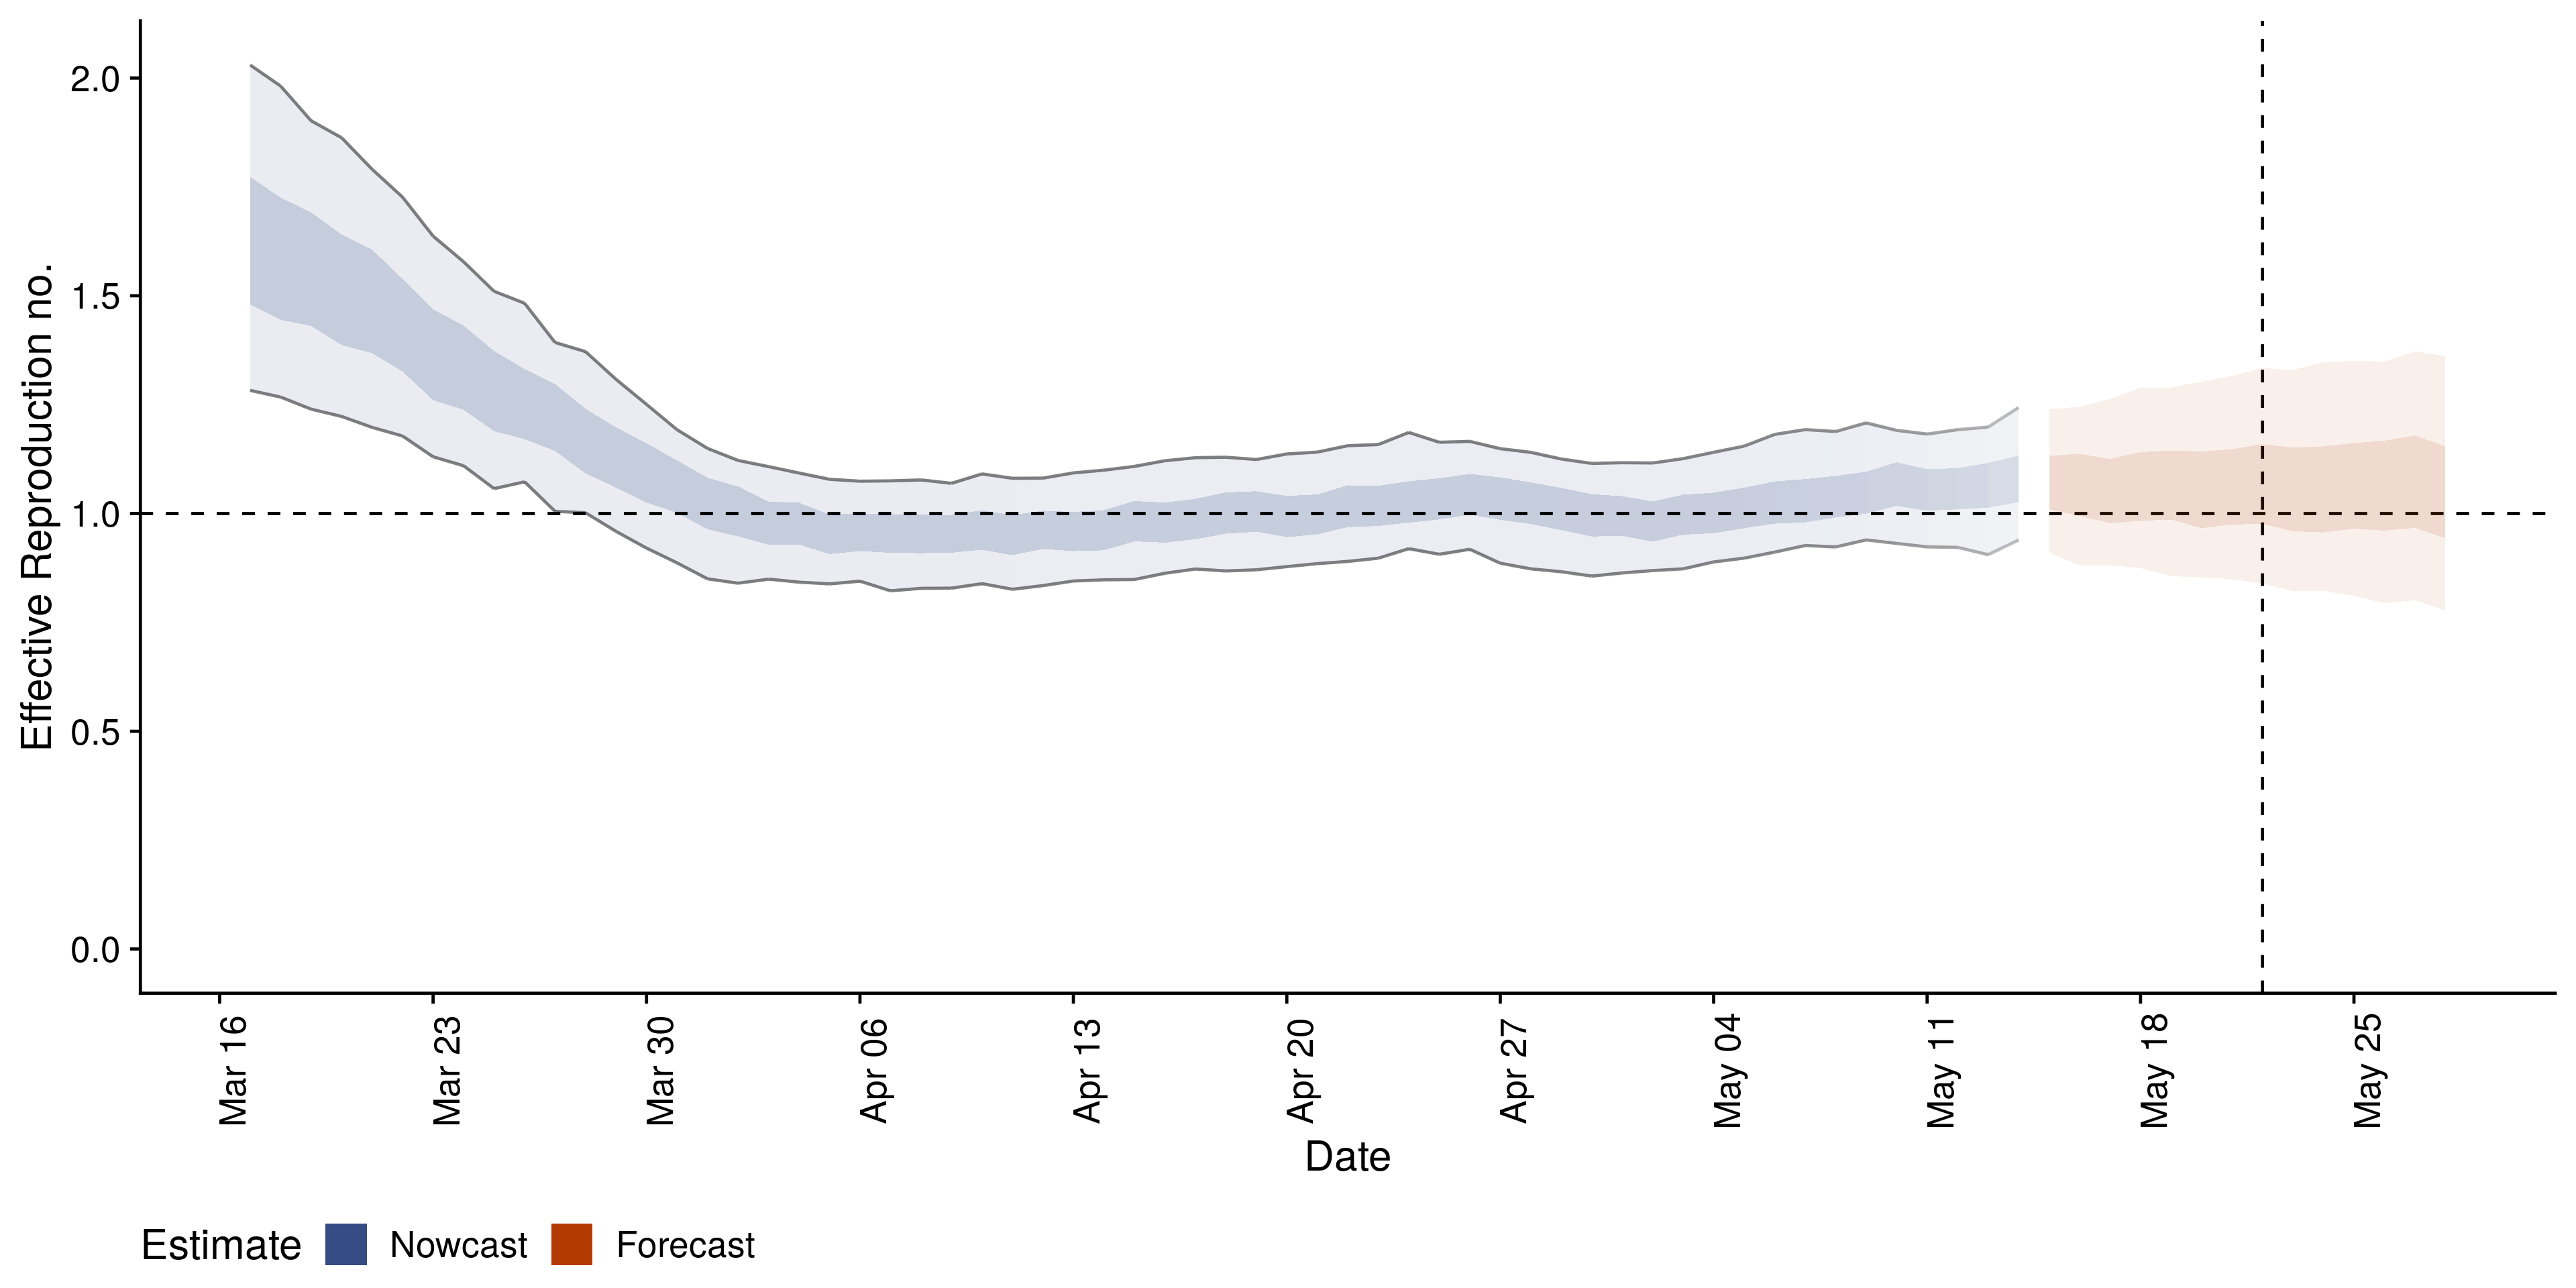 Effective Reproduction no.
2.0
1.5
1.0
0.5
0.0
Mar 16
Mar 23
Mar 30
Apr 06
Apr 13
Apr 20
Apr 27
May 04
May 11
May 18
May 25
Date
Estimate Nowcast Forecast